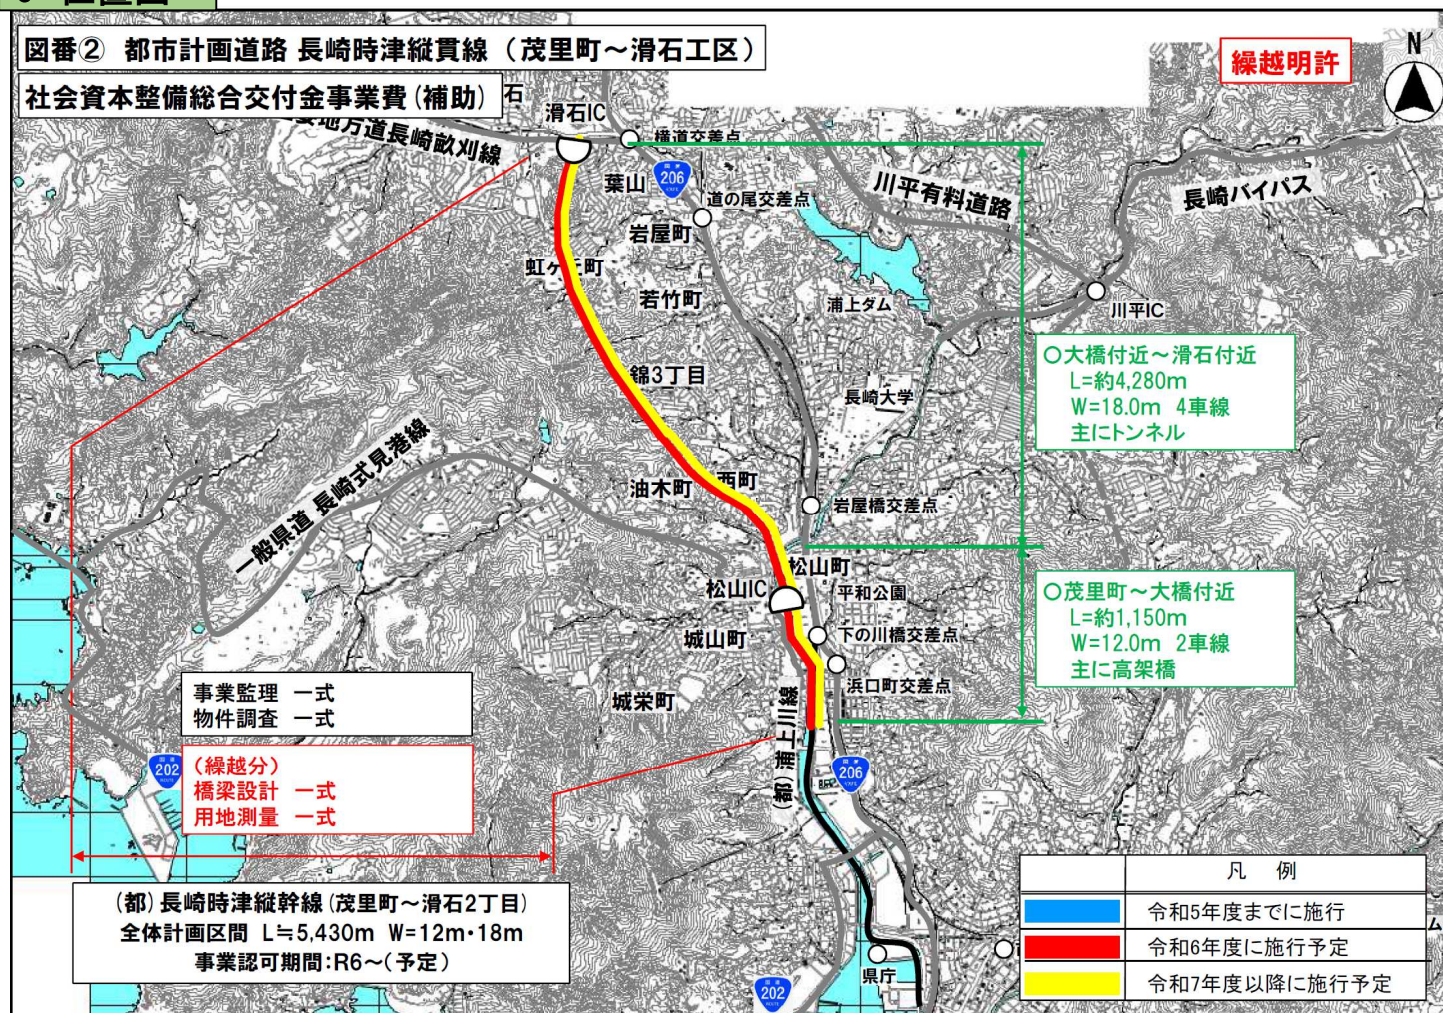 図番② 都市計画道路 長崎時津縦貫線 (茂里町～滑石工区)
繰越明許
N
社会資本整備総合交付金事業費(補助)
石
滑石IC
横道交差点
地方道長崎畝刈線
葉山
206
道の尾交差点
川平有料道路
長崎バイパス
岩屋町
虹ヶ丘町
若竹町
浦上ダム
川平IC
○大橋付近～滑石付近
L=約4,280m
W=18.0m 4車線
主にトンネル
錦3丁目
長崎大学
一般県道 長崎式見港線
油木町
西町
岩屋橋交差点
松山町
松山IC
平和公園
○茂里町～大橋付近
L=約1,150m
W=12.0m 2車線
主に高架橋
城山町
下の川橋交差点
浜口町交差点
城栄町
(都)浦上川線
事業監理 一式
物件調査 一式
202
(繰越分)
橋梁設計 一式
用地測量 一式
206
(都)長崎時津縦幹線(茂里町～滑石2丁目)
全体計画区間 L≒5,430m W=12m・18m
事業認可期間:R6～(予定)
202
県庁
凡 例
令和5年度までに施行
令和6年度に施行予定
令和7年度以降に施行予定
ム